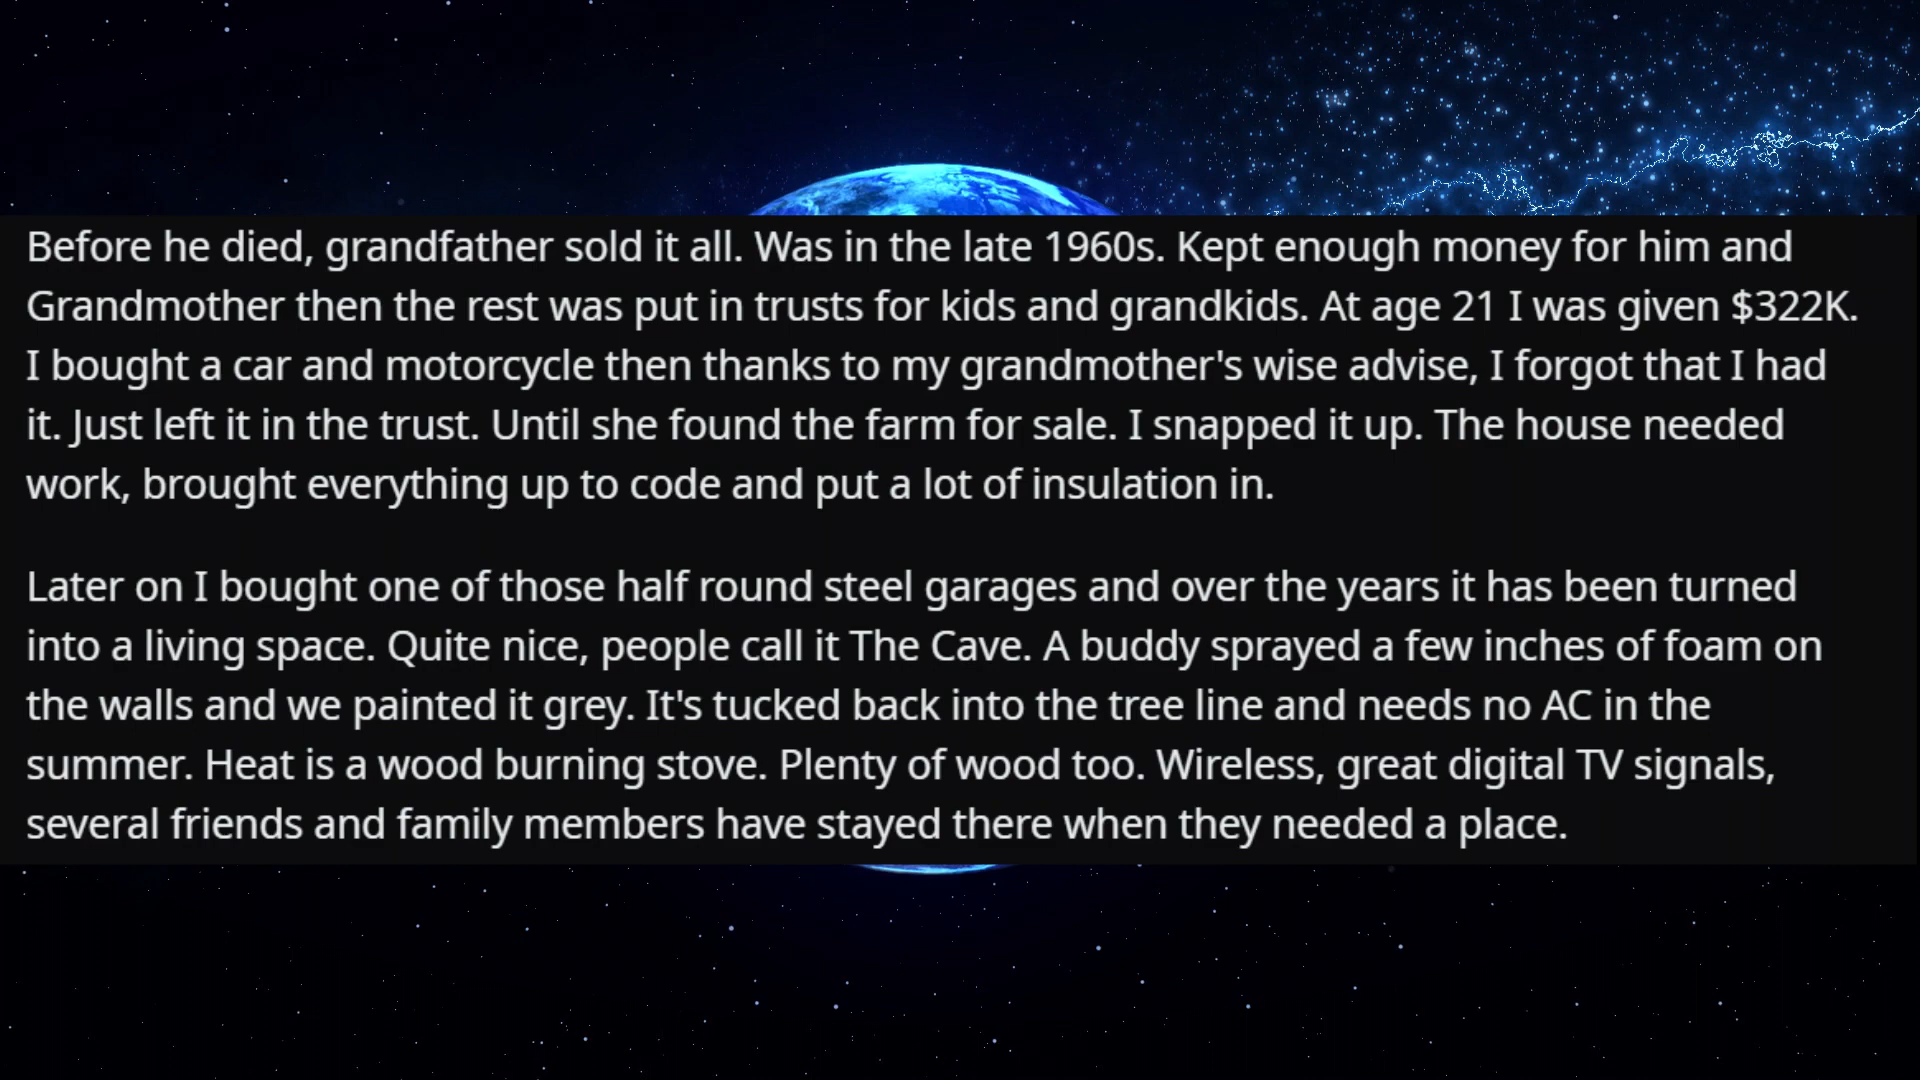 Before he died, grandfather sold it all. Was in the late 1960s. Kept enough money for him and
Grandmother then the rest was put in trusts for kids and grandkids. At age 21 I was given $322K.
I bought a car and motorcycle then thanks to my grandmother's wise advise, I forgot that I had
it. Just left it in the trust. Until she found the farm for sale. I snapped it up. The house needed
work, brought everything up to code and put a lot of insulation in.
Later on I bought one of those half round steel garages and over the years it has been turned
into a living space. Quite nice, people call it The Cave. A buddy sprayed a few inches of foam on
the walls and we painted it grey. It's tucked back into the tree line and needs no AC in the
summer. Heat is a wood burning stove. Plenty of wood too. Wireless, great digital TV signals,
several friends and family members have stayed there when they needed a place.